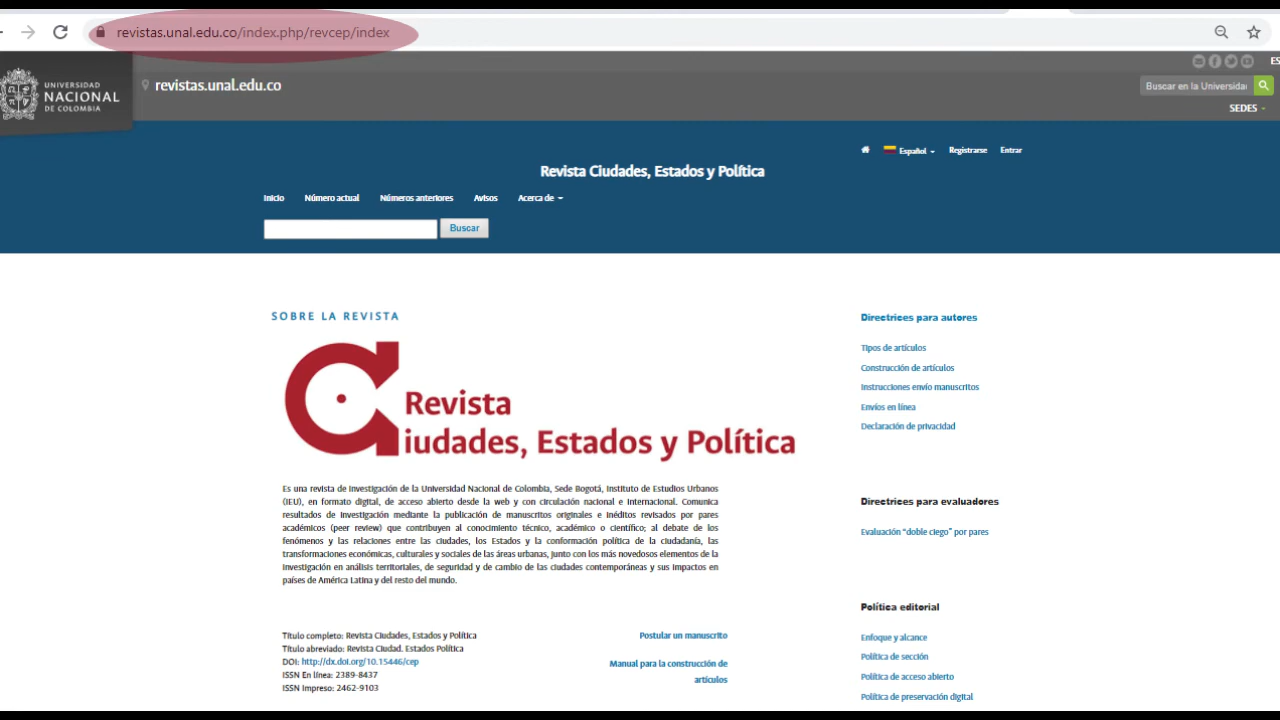 revistas.unal.edu.co/index.php/revcep/index
ES
UNIVERSIDAD
NACIONAL
DE COLOMBIA
revistas.unal.edu.co
Buscar en la Universidad
SEDES
Español
Registrarse
Entrar
Revista Ciudades, Estados y Política
Inicio
Número actual
Números anteriores
Avisos
Acerca de
Buscar
SOBRE LA REVISTA
Revista
iudades, Estados y Política
Es una revista de investigación de la Universidad Nacional de Colombia, Sede Bogotá, Instituto de Estudios Urbanos
(IEU), en formato digital, de acceso abierto desde la web y con circulación nacional e internacional. Comunica
resultados de investigación mediante la publicación de manuscritos originales e inéditos revisados por pares
académicos (peer review) que contribuyen al conocimiento técnico, académico o científico; al debate de los
fenómenos y las relaciones entre las ciudades, los Estados y la conformación política de la ciudadanía, las
transformaciones económicas, culturales y sociales de las áreas urbanas, junto con los más novedosos elementos de la
investigación en análisis territoriales, de seguridad y de cambio de las ciudades contemporáneas y sus impactos en
países de América Latina y del resto del mundo.
Título completo: Revista Ciudades, Estados y Política
Título abreviado: Revista Ciudad. Estados Política
DOI: http://dx.doi.org/10.15446/cep
ISSN En línea: 2389-8437
ISSN Impreso: 2462-9103
Postular un manuscrito
Manual para la construcción de
artículos
Directrices para autores
Tipos de artículos
Construcción de artículos
Instrucciones envío manuscritos
Envíos en línea
Declaración de privacidad
Directrices para evaluadores
Evaluación “doble ciego” por pares
Política editorial
Enfoque y alcance
Política de sección
Política de acceso abierto
Política de preservación digital